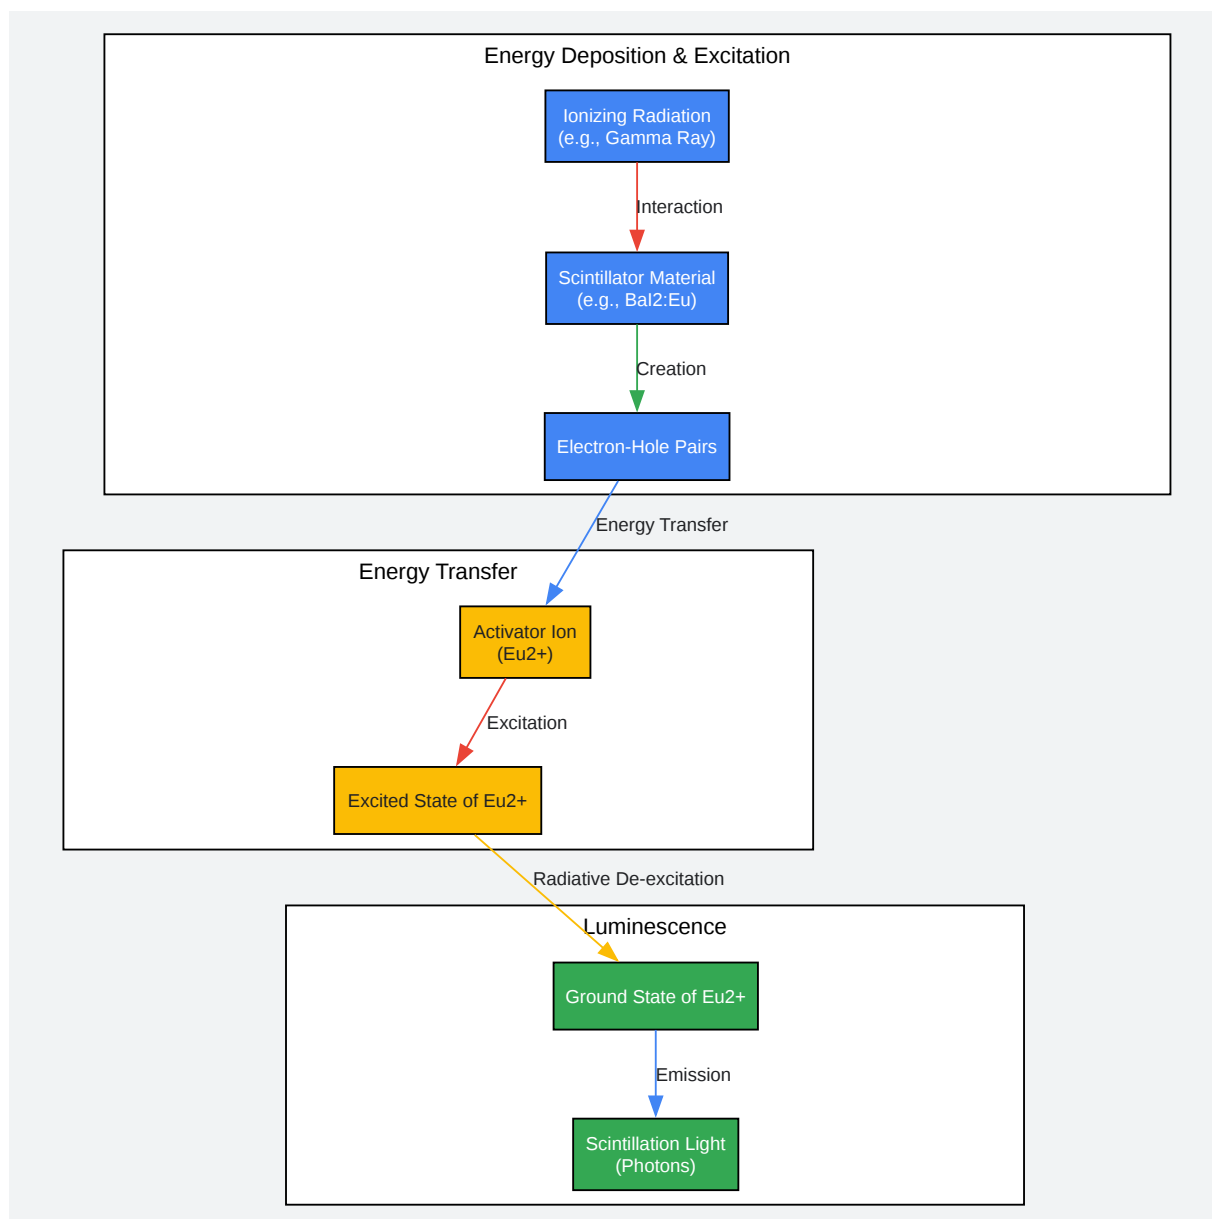 Energy Deposition & Excitation
Ionizing Radiation
(e.g., Gamma Ray)
Interaction
Scintillator Material
(e.g., BaI2:Eu)
Creation
Electron-Hole Pairs
Energy Transfer
Energy Transfer
Activator Ion
(Eu2+)
Excitation
Excited State of Eu2+
Radiative De-excitation
Luminescence
Ground State of Eu2+
Emission
Scintillation Light
(Photons)